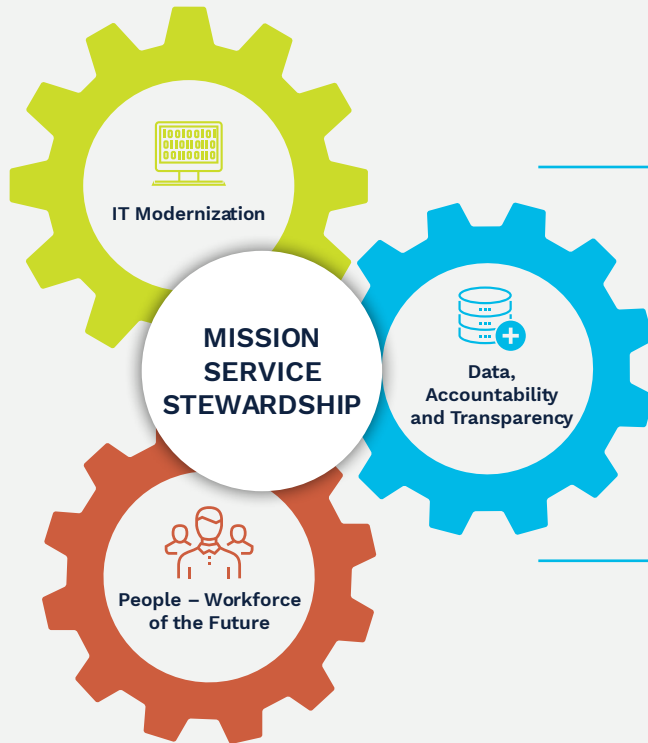 IT Modernization
MISSION
SERVICE
STEWARDSHIP
Data,
Accountability
and Transparency
People – Workforce
of the Future